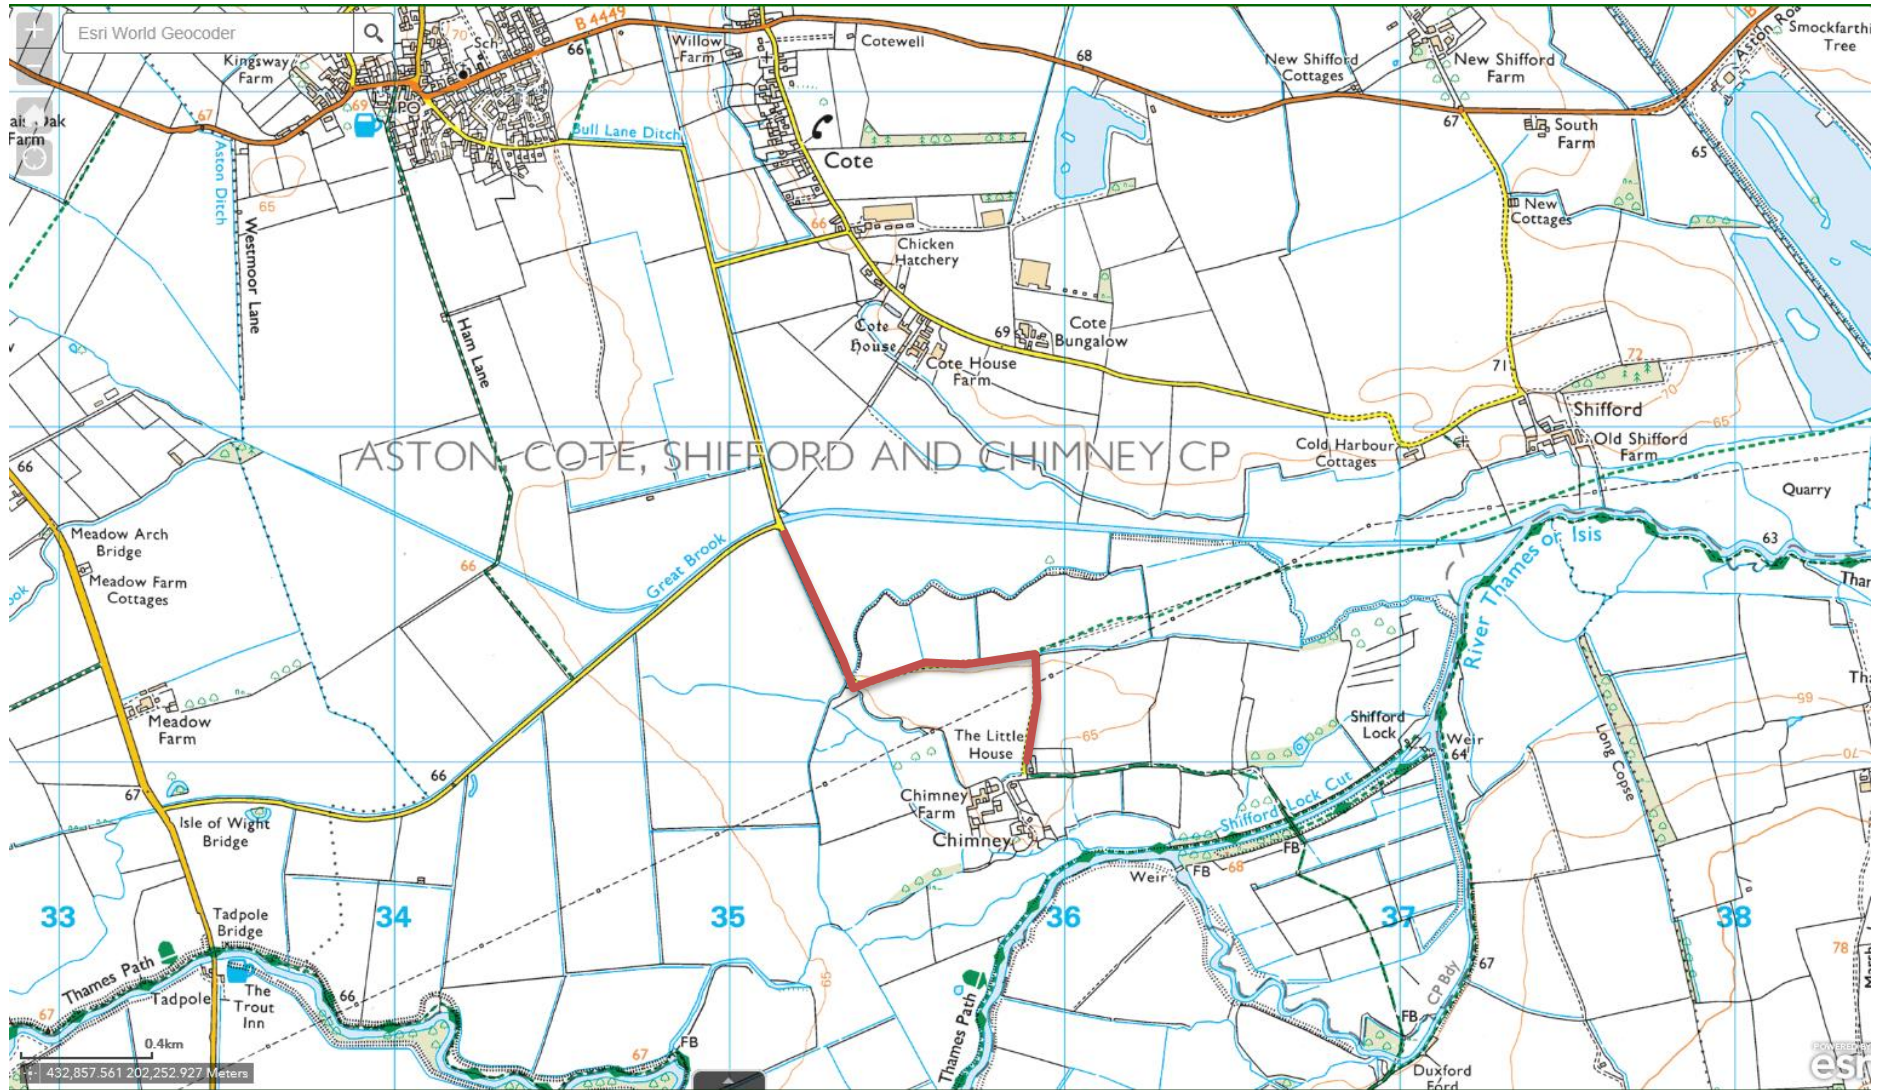 Esri World Geocoder
B 4449
70
Sch
66
Willow
Farm
Cotewell
68
New Shifford
Cottages
New Shifford
Farm
Aston Road
Smockfarthi
Tree
Kingsway
Farm
69
PO
67
Farm
Bull Lane Ditch
Cote
67
South
Farm
65
Aston Ditch
65
Westmoor Lane
66
New
Cottages
Chicken
Hatchery
Ham Lane
Cote
House
69
Cote
Bungalow
Cote House
Farm
71
72
70
Shifford
65
Old Shifford
Farm
Cold Harbour
Cottages
ASTON, COTE, SHIFFORD AND CHIMNEY CP
66
Quarry
Meadow Arch
Bridge
Meadow Farm
Cottages
ook
66
Great Brook
River Thames or Isis
63
Thar
Meadow
Farm
The Little
House
65
Shifford
Lock
Weir
64
Long Copse
65
Th
70
67
66
Isle of Wight
Bridge
Chimney
Farm
Chimney
Shifford Lock Cut
FB
Weir
FB
68
33
34
35
36
37
38
Tadpole
Bridge
78
Thames Path
Tadpole
The
Trout
Inn
66
67
65
Thames Path
67
CP Bdy
FB
FB
67
Duxford
Ford
0.4km
432,857.561 202,252.927 Meters
POWERED BY
esri